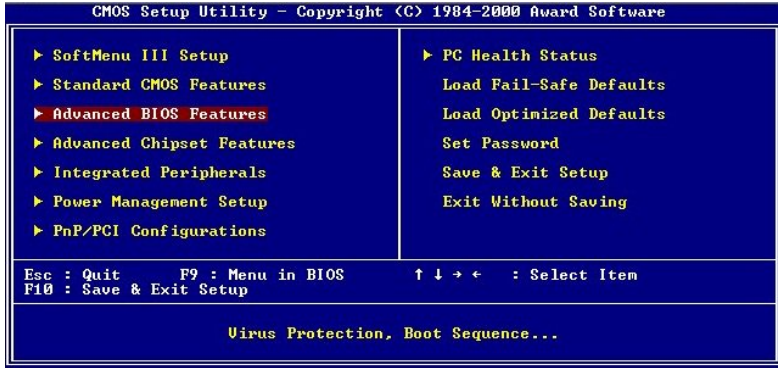 CMOS Setup Utility - Copyright (C) 1984-2000 Award Software
▶ SoftMenu III Setup
▶ Standard CMOS Features
▶ Advanced BIOS Features
▶ Advanced Chipset Features
▶ Integrated Peripherals
▶ Power Management Setup
▶ PnP/PCI Configurations
▶ PC Health Status
Load Fail-Safe Defaults
Load Optimized Defaults
Set Password
Save & Exit Setup
Exit Without Saving
Esc : Quit F9 : Menu in BIOS ↑ ↓ → ← : Select Item
F10 : Save & Exit Setup
Virus Protection, Boot Sequence...